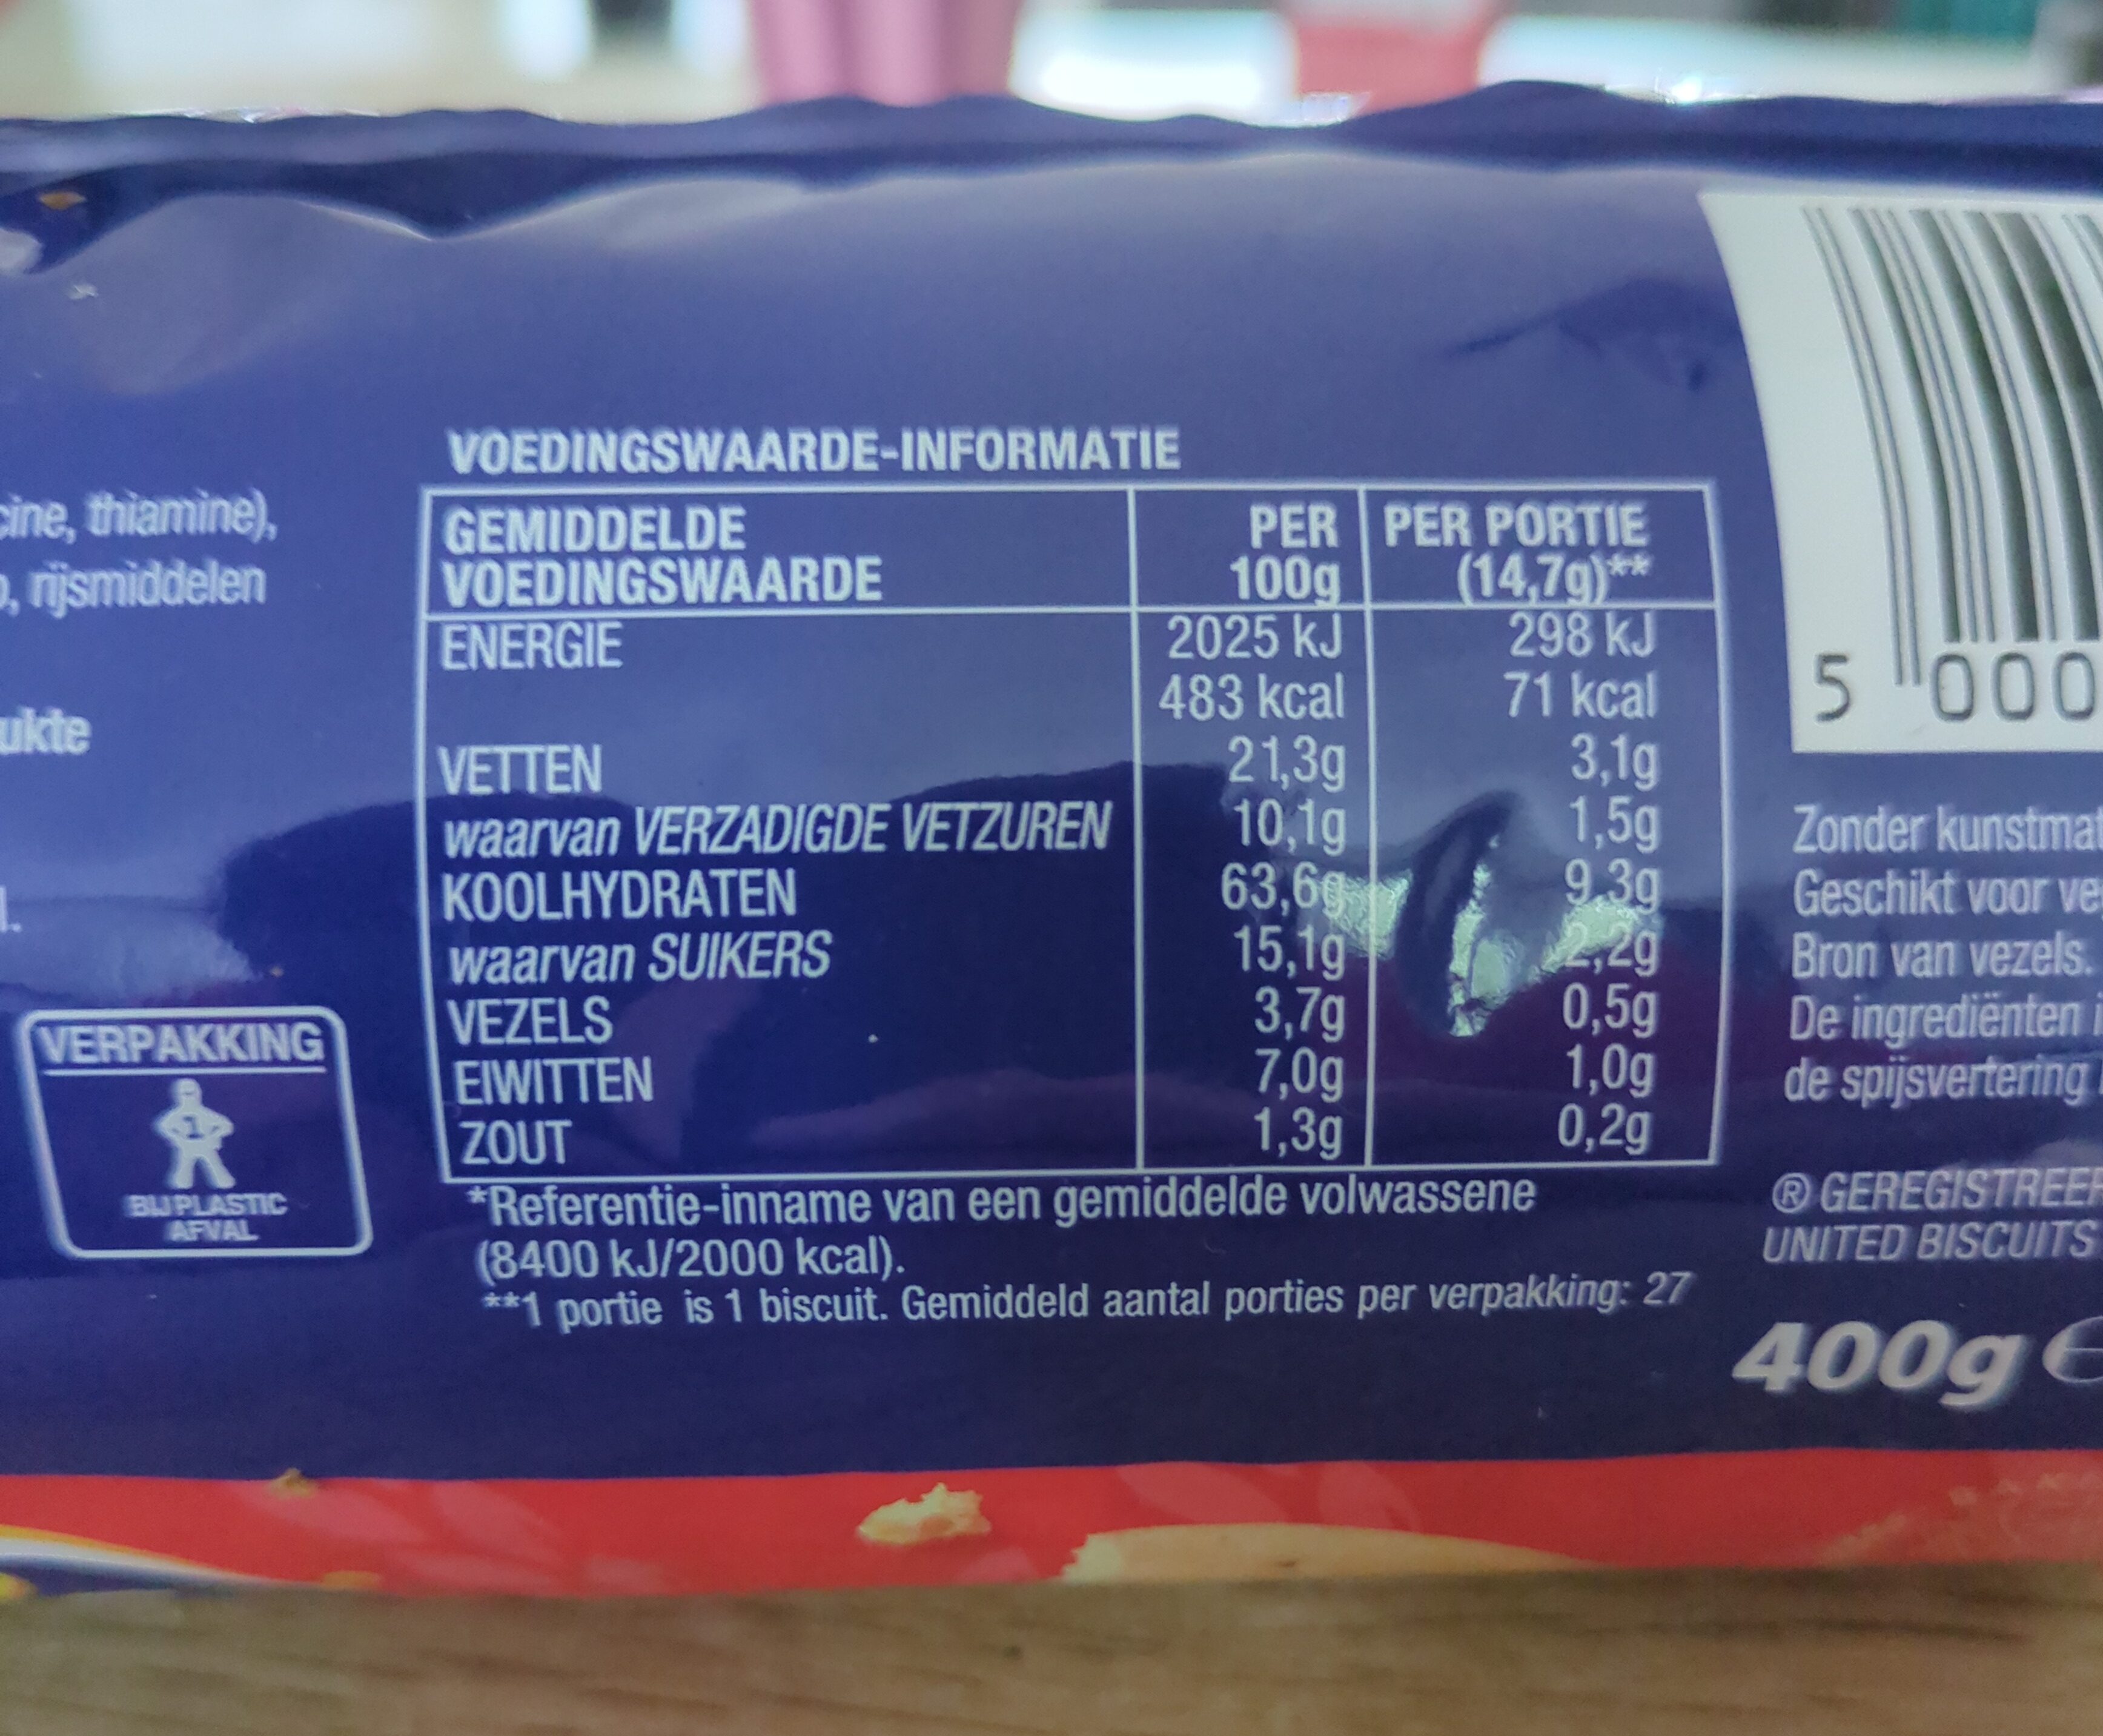 thiamine),
rijsmiddelen
VERPAKKING
1
BIJ PLASTIC
AFVAL
VOEDINGSWAARDE-INFORMATIE
GEMIDDELDE VOEDINGSWAARDE PER 100g PER PORTIE (14,7g)**
ENERGIE 2025 kJ 298 kJ
483 kcal 71 kcal
VETTEN 21,3g 3,1g
waarvan VERZADIGDE VETZUREN 10,1g 1,5g
KOOLHYDRATEN 63,6g 9,3g
waarvan SUIKERS 15,1g 2,2g
VEZELS 3,7g 0,5g
EIWITTEN 7,0g 1,0g
ZOUT 1,3g 0,2g
*Referentie-inname van een gemiddelde volwassene
(8400 kJ/2000 kcal).
**1 portie is 1 biscuit. Gemiddeld aantal porties per verpakking: 27
5 000
Zonder
Geschikt voor
Bron van vezels.
De ingrediënten
de spijsvertering
®
UNITED BISCUITS
400g ℮